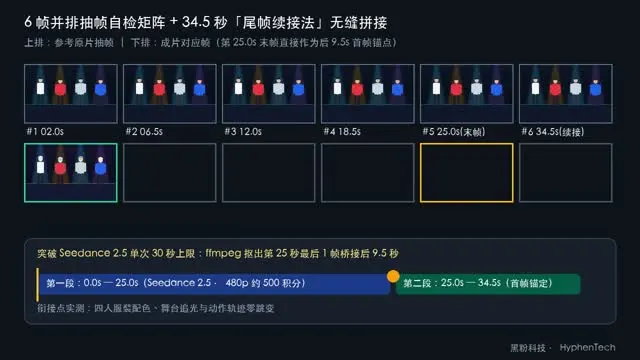 6 帧并排抽帧自检矩阵 + 34.5 秒「尾帧续接法」无缝拼接
上排：参考原片抽帧 | 下排：成片对应帧（第 25.0s 末帧直接作为后 9.5s 首帧锚点）
#1 02.0s
#2 06.5s
#3 12.0s
#4 18.5s
#5 25.0s(末帧)
#6 34.5s(续接)
突破 Seedance 2.5 单次 30 秒上限：ffmpeg 抠出第 25 秒最后 1 帧桥接后 9.5 秒
第一段：0.0s — 25.0s（Seedance 2.5 · 480p 约 500 积分）
第二段：25.0s — 34.5s（首帧锚定）
衔接点实测：四人服装配色、舞台追光与动作轨迹零跳变
黑粉科技 · HyphenTech